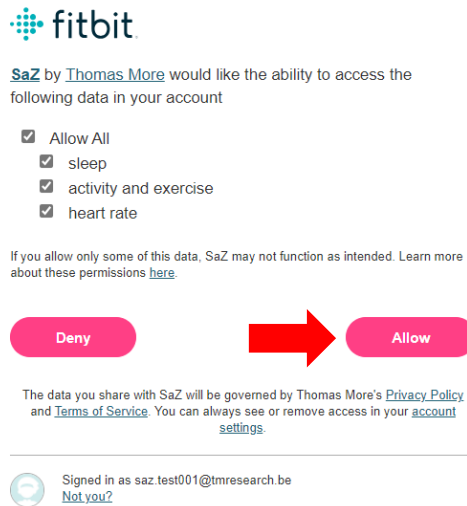 fitbit
SaZ by Thomas More would like the ability to access the
following data in your account
Allow All
sleep
activity and exercise
heart rate
If you allow only some of this data, SaZ may not function as intended. Learn more
about these permissions here.
Deny
Allow
The data you share with SaZ will be governed by Thomas More's Privacy Policy
and Terms of Service. You can always see or remove access in your account
settings.
Signed in as saz.test001@tmresearch.be
Not you?